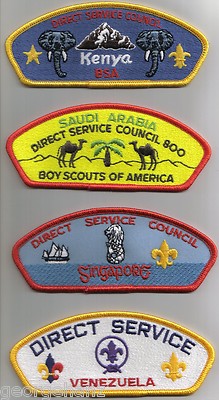 DIRECT SERVICE COUNCIL
Kenya
BSA
SAUDI ARABIA
DIRECT SERVICE COUNCIL 800
BOY SCOUTS OF AMERICA
DIRECT SERVICE COUNCIL
Singapore
DIRECT SERVICE
VENEZUELA